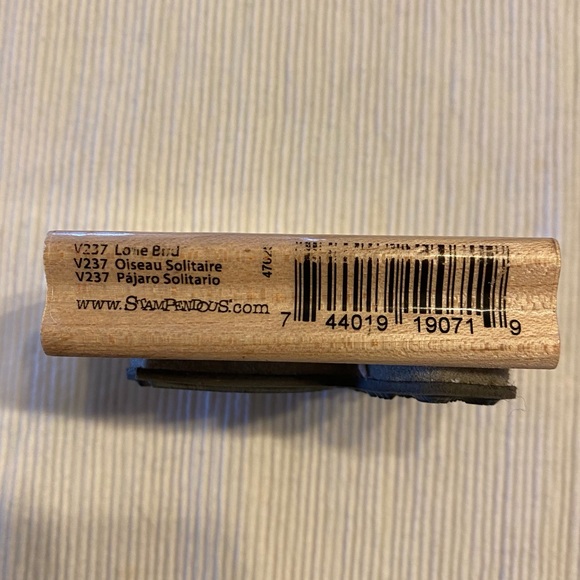 V237 Lone Bird
V237 Oiseau Solitaire
V237 Pájaro Solitario
www.STAMPENDOUS.com
7 44019 19071 9